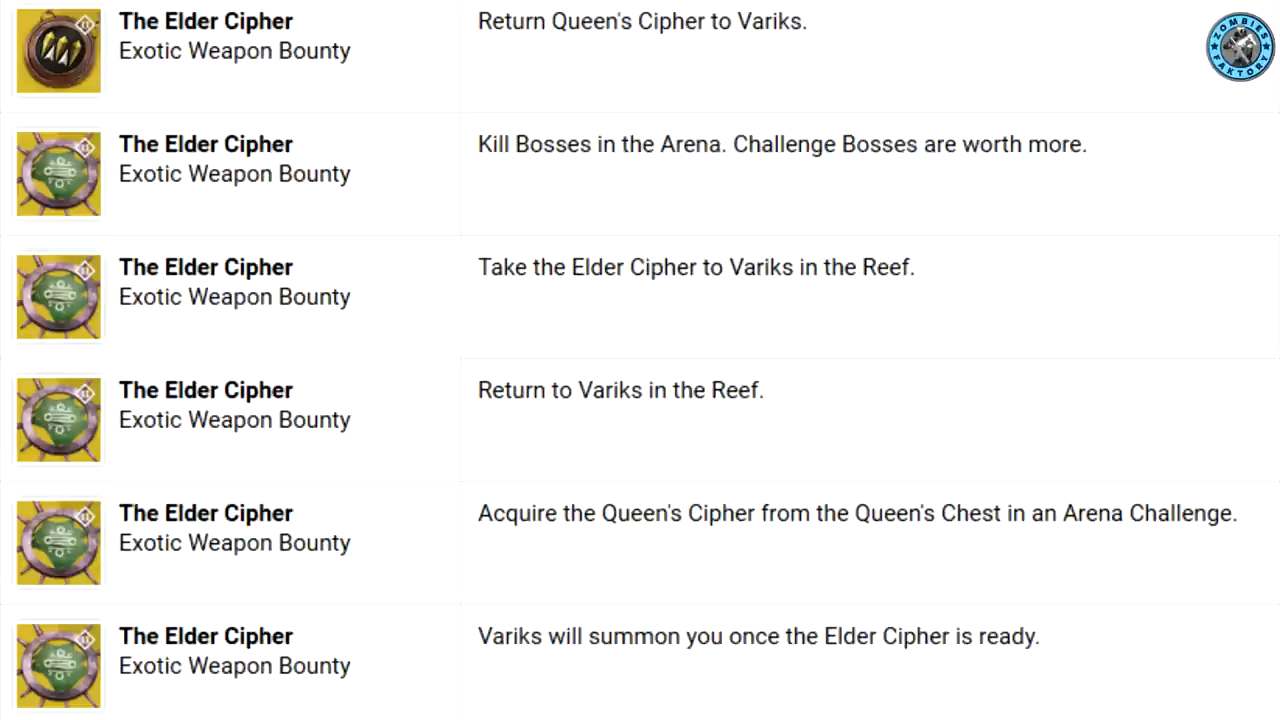 The Elder Cipher
Exotic Weapon Bounty
Return Queen's Cipher to Variks.
ZOMBIES
FAKTORY
The Elder Cipher
Exotic Weapon Bounty
Kill Bosses in the Arena. Challenge Bosses are worth more.
The Elder Cipher
Exotic Weapon Bounty
Take the Elder Cipher to Variks in the Reef.
The Elder Cipher
Exotic Weapon Bounty
Return to Variks in the Reef.
The Elder Cipher
Exotic Weapon Bounty
Acquire the Queen's Cipher from the Queen's Chest in an Arena Challenge.
The Elder Cipher
Exotic Weapon Bounty
Variks will summon you once the Elder Cipher is ready.